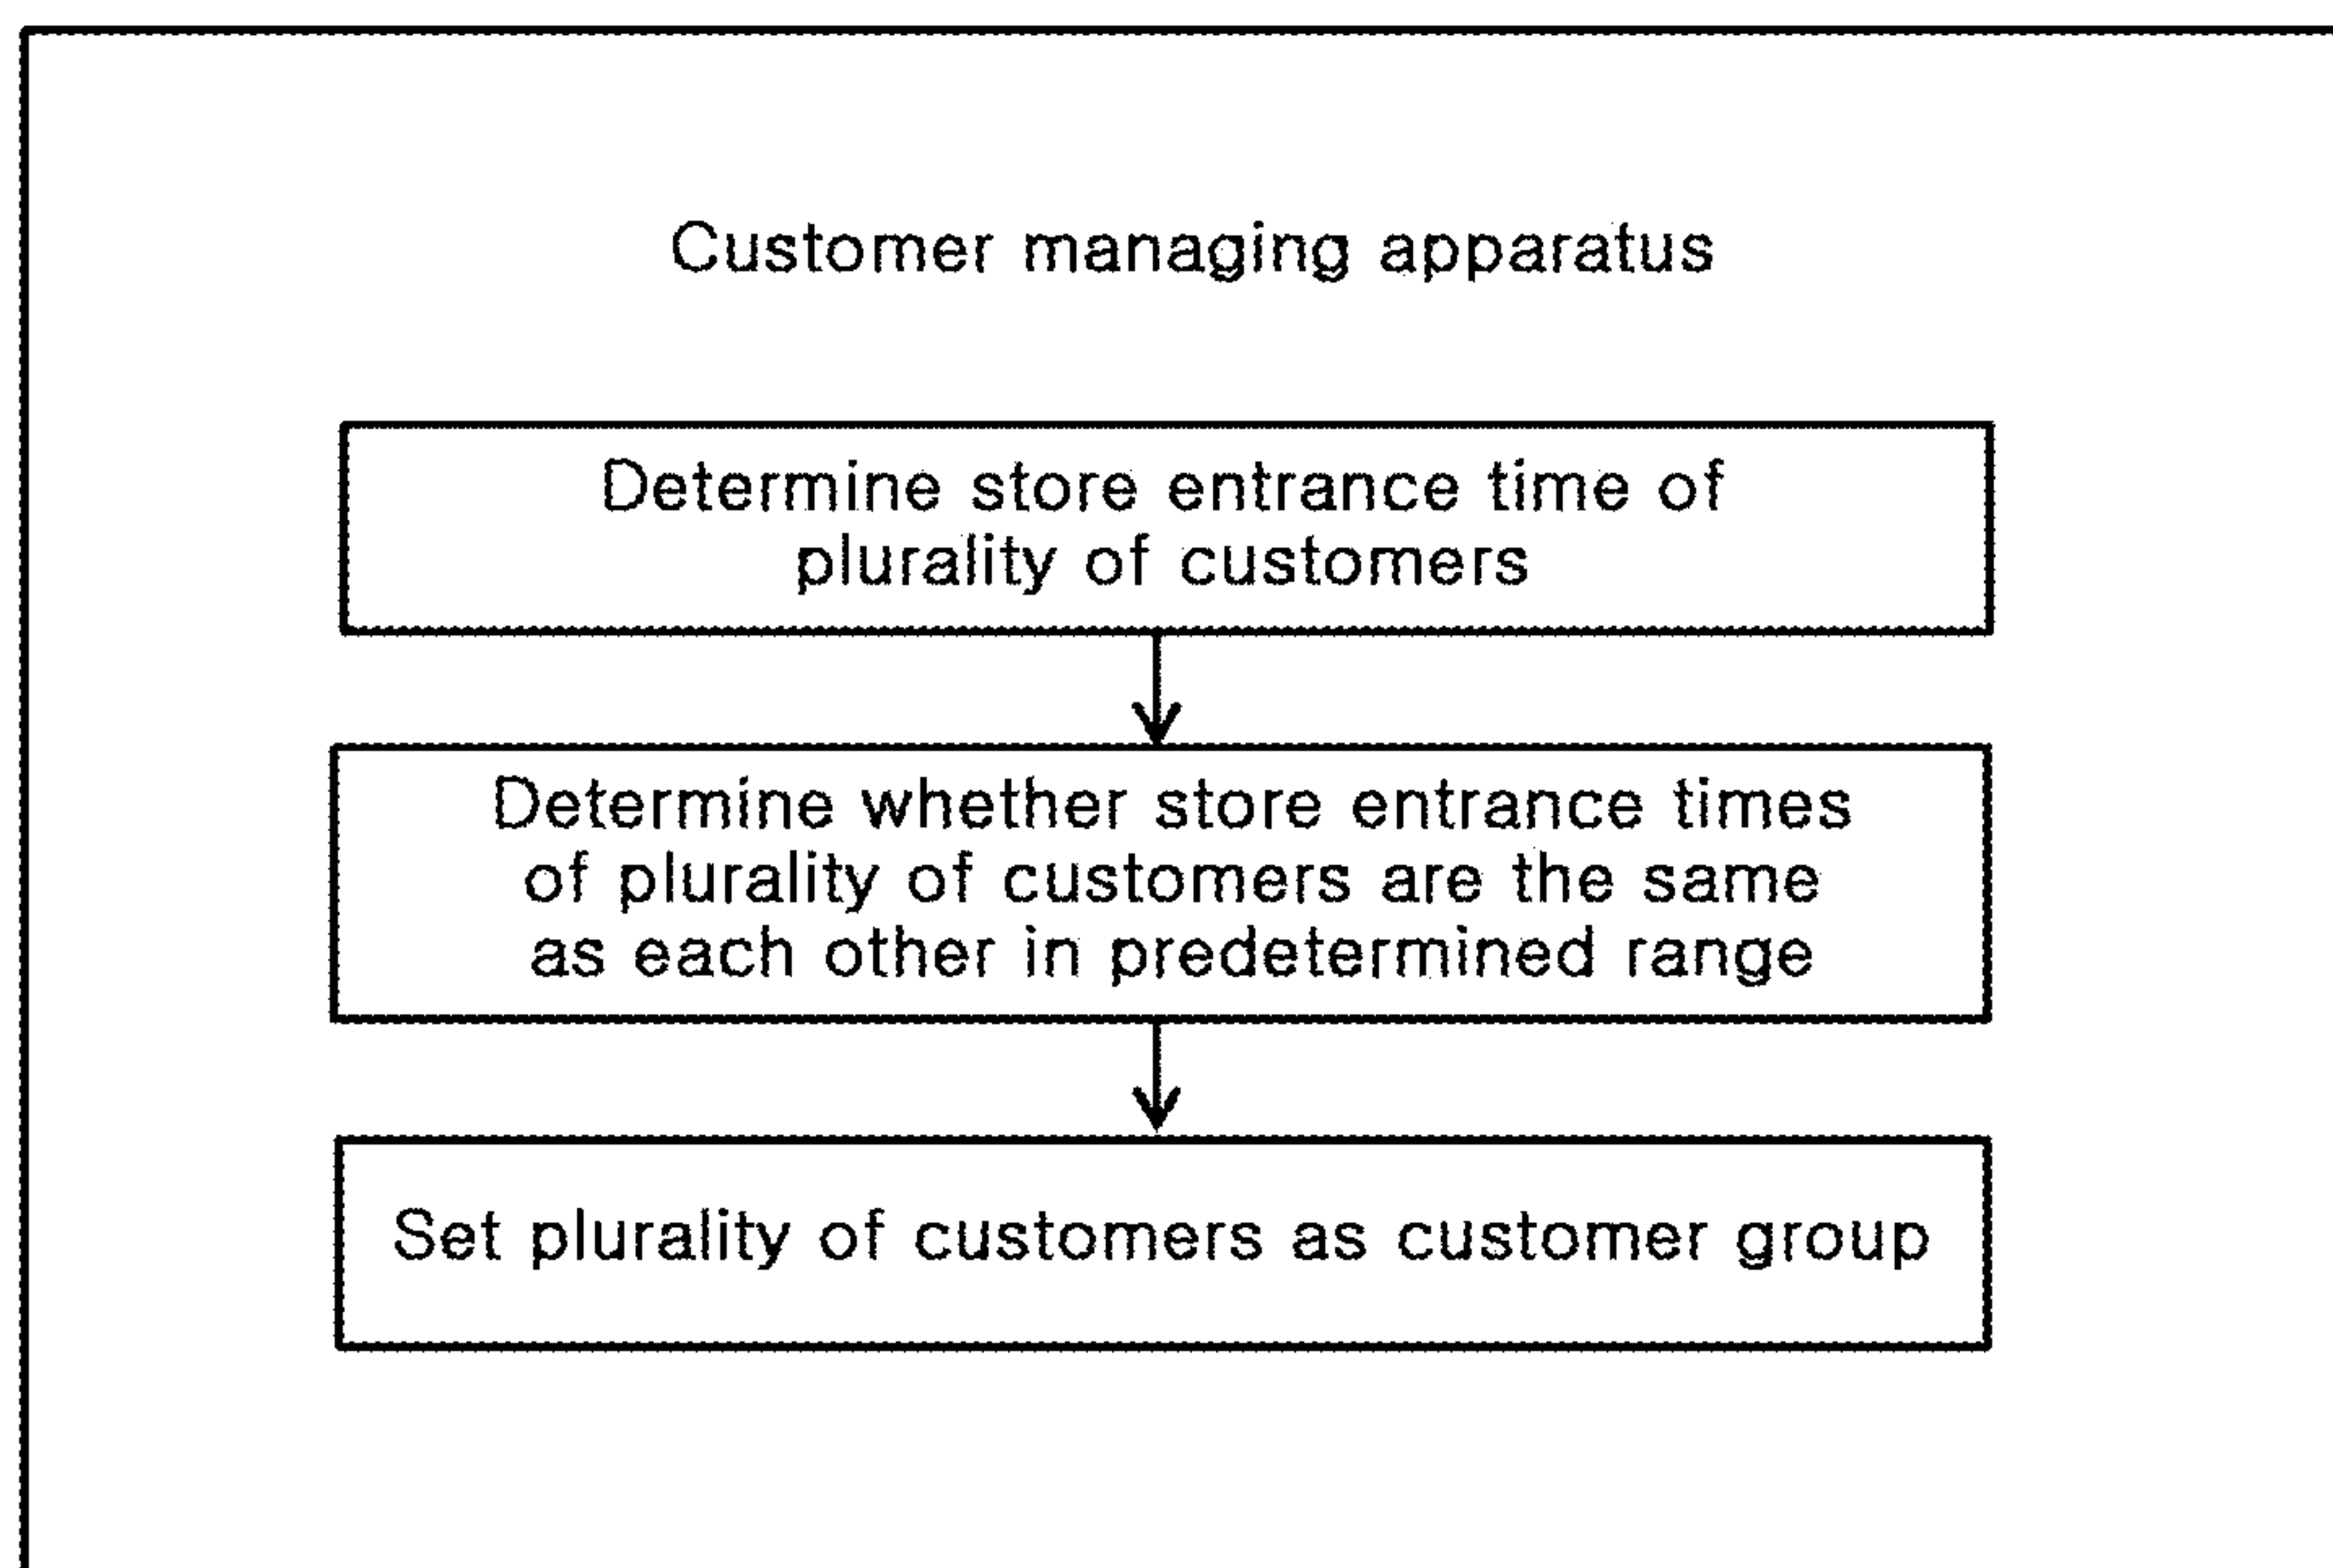 Customer managing apparatus
Determine store entrance time of
plurality of customers
Determine whether store entrance times
of plurality of customers are the same
as each other in predetermined range
Set plurality of customers as customer group